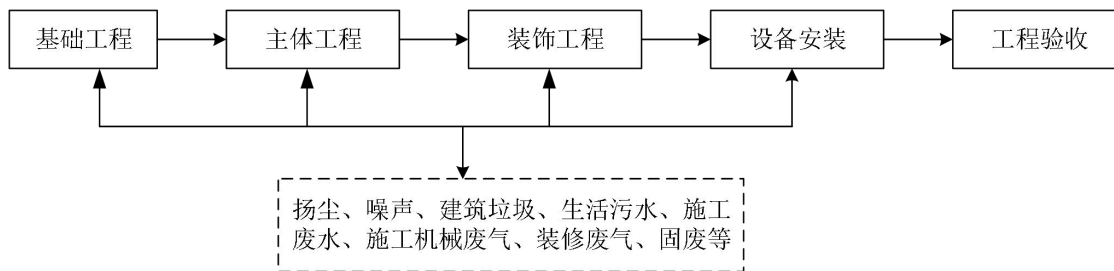 基础工程
主体工程
装饰工程
设备安装
工程验收
扬尘、噪声、建筑垃圾、生活污水、施工
废水、施工机械废气、装修废气、固废等